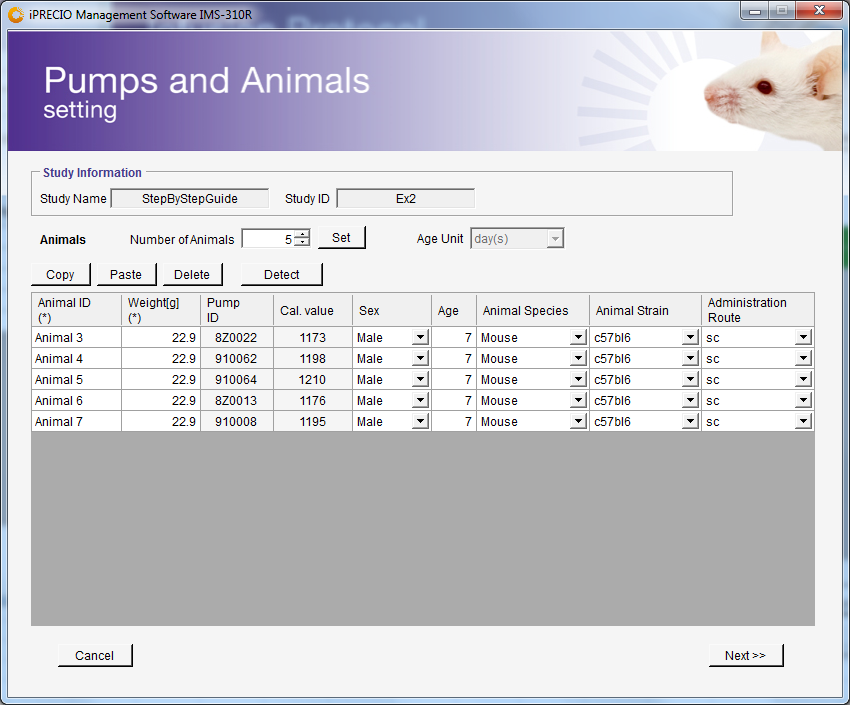 iPRECIO Management Software IMS-310R
Pumps and Animals
setting
Study Information
Study Name StepByStepGuide Study ID Ex2
Animals Number of Animals 5 Set Age Unit day(s)
Copy Paste Delete Detect
Animal ID (*) Weight[g] (*) Pump ID Cal. value Sex Age Animal Species Animal Strain Administration Route
Animal 3 22.9 8Z0022 1173 Male 7 Mouse c57bl6 sc
Animal 4 22.9 910062 1198 Male 7 Mouse c57bl6 sc
Animal 5 22.9 910064 1210 Male 7 Mouse c57bl6 sc
Animal 6 22.9 8Z0013 1176 Male 7 Mouse c57bl6 sc
Animal 7 22.9 910008 1195 Male 7 Mouse c57bl6 sc
Cancel Next >>